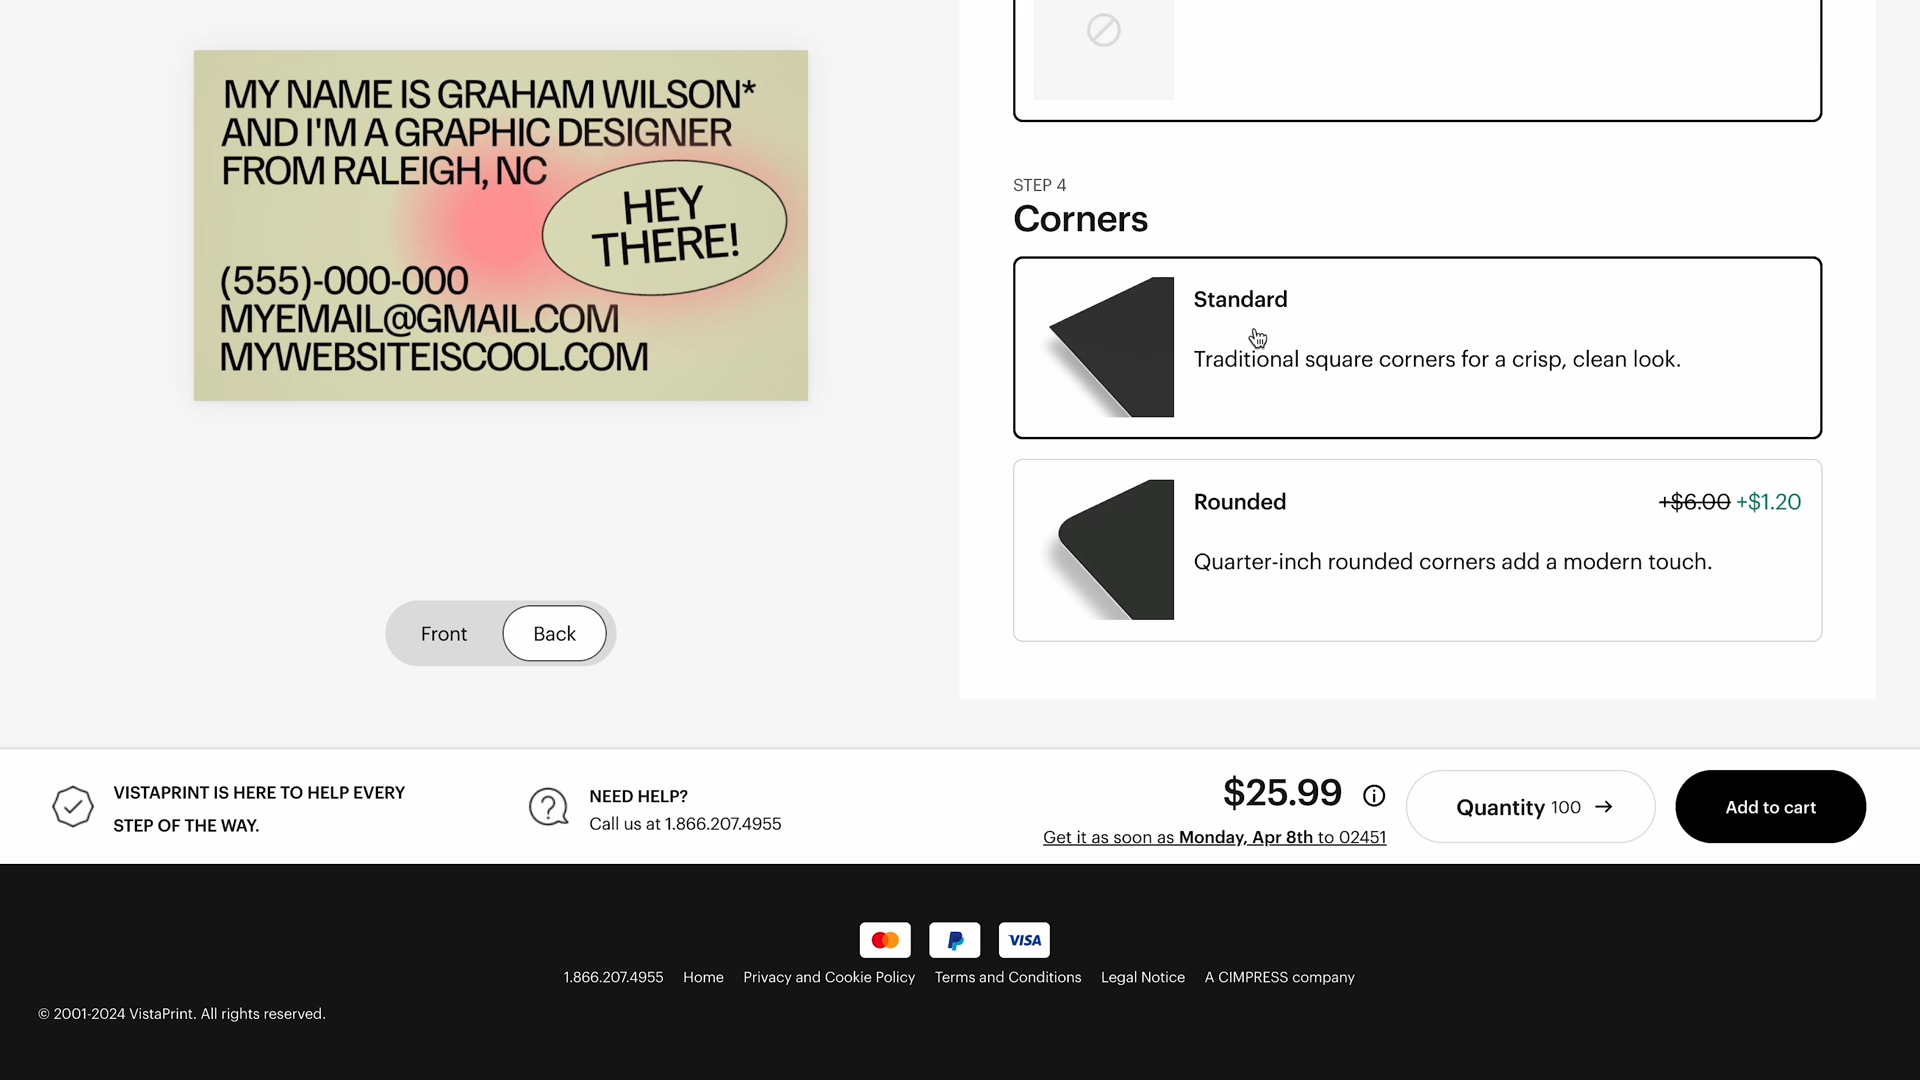 MY NAME IS GRAHAM WILSON*
AND I'M A GRAPHIC DESIGNER
FROM RALEIGH, NC
HEY
THERE!
(555)-000-000
MYEMAIL@GMAIL.COM
MYWEBSITEISCOOL.COM
Front
Back
STEP 4
Corners
Standard
Traditional square corners for a crisp, clean look.
Rounded
+$6.00 +$1.20
Quarter-inch rounded corners add a modern touch.
VISTAPRINT IS HERE TO HELP EVERY
STEP OF THE WAY.
NEED HELP?
Call us at 1.866.207.4955
$25.99
Get it as soon as Monday, Apr 8th to 02451
Quantity 100
Add to cart
VISA
1.866.207.4955 Home Privacy and Cookie Policy Terms and Conditions Legal Notice A CIMPRESS company
© 2001-2024 VistaPrint. All rights reserved.